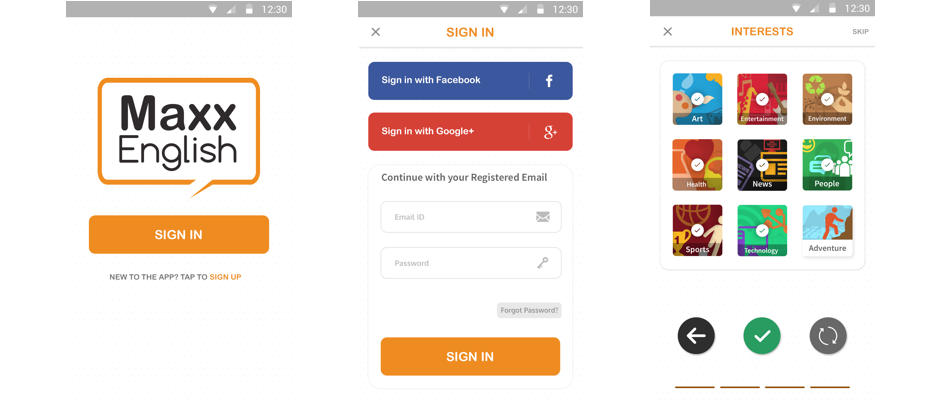 12:30
Maxx
English
SIGN IN
NEW TO THE APP? TAP TO SIGN UP
12:30
SIGN IN
Sign in with Facebook
f
Sign in with Google+
g+
Continue with your Registered Email
Email ID
Password
Forgot Password?
SIGN IN
12:30
INTERESTS
SKIP
Art
Entertainment
Environment
Health
News
People
Sports
Technology
Adventure